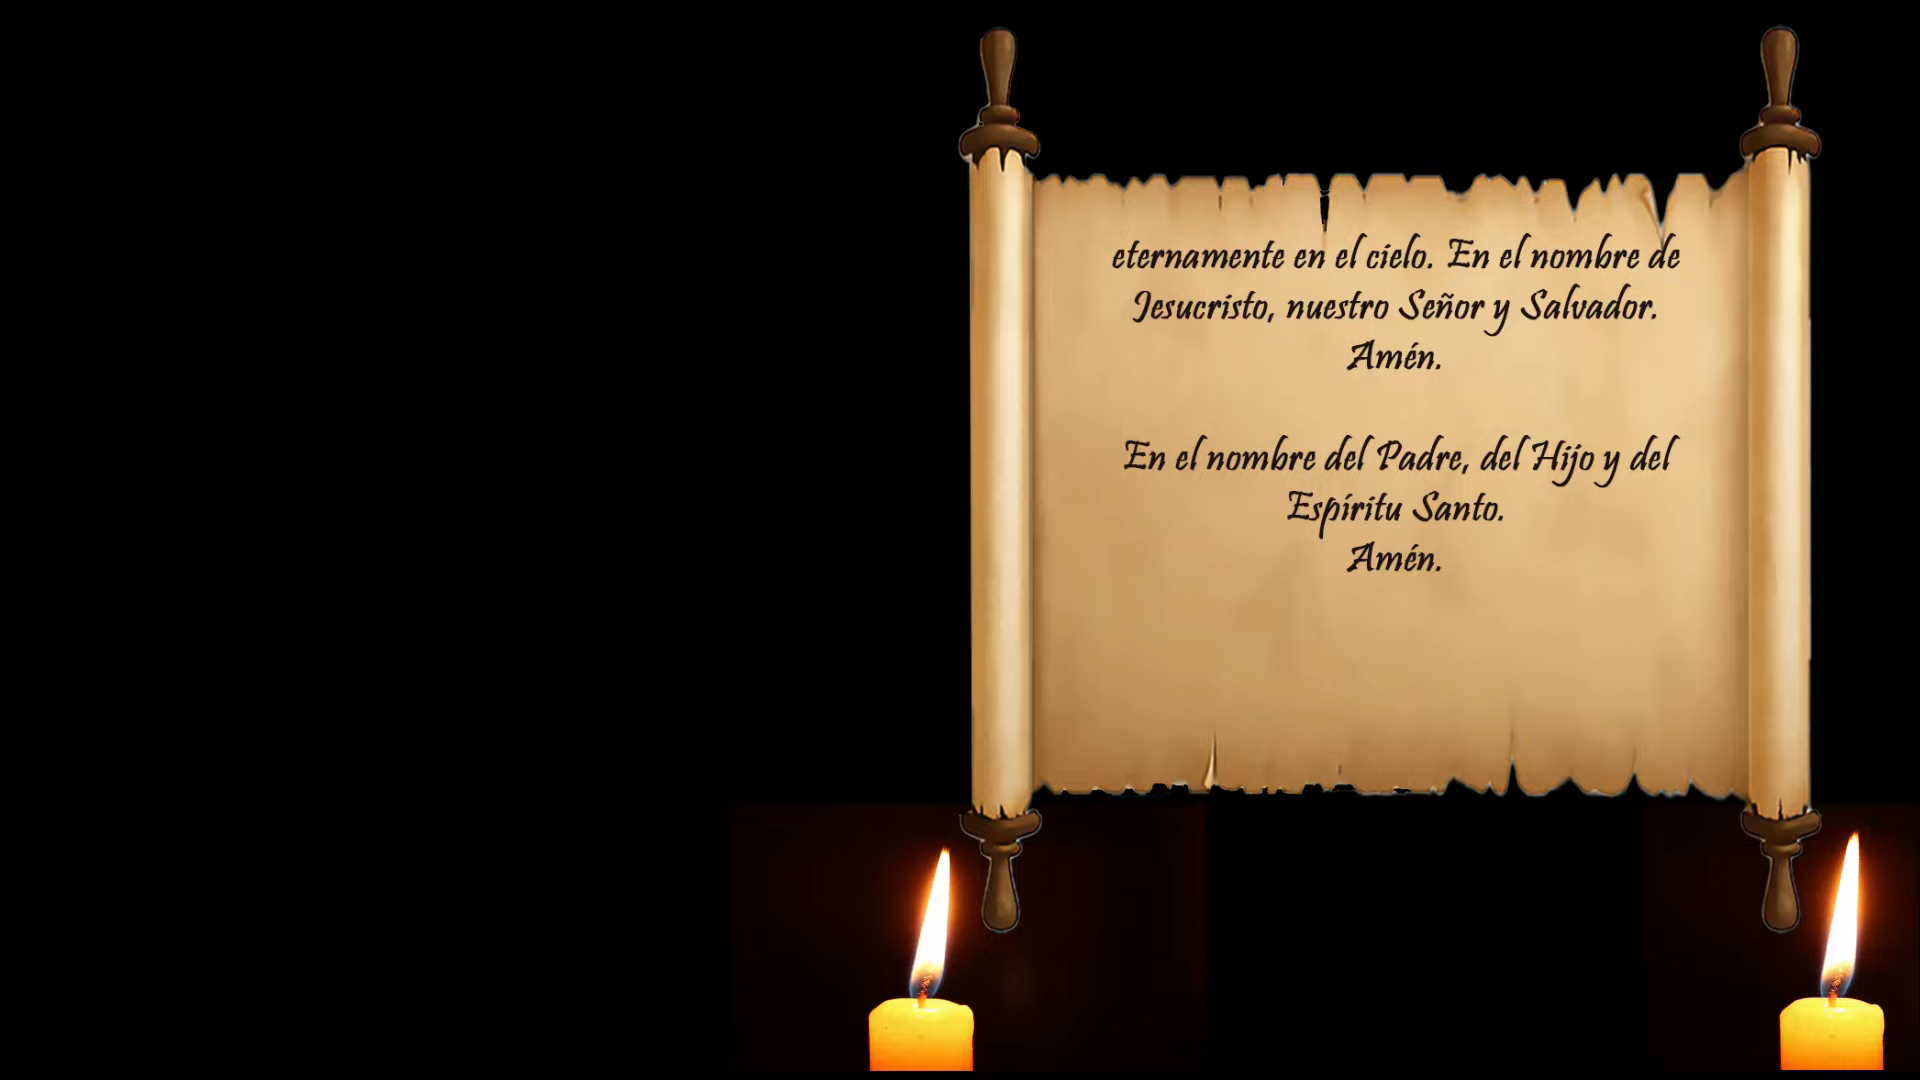 eternamente en el cielo. En el nombre de
Jesucristo, nuestro Señor y Salvador.
Amén.
En el nombre del Padre, del Hijo y del
Espíritu Santo.
Amén.